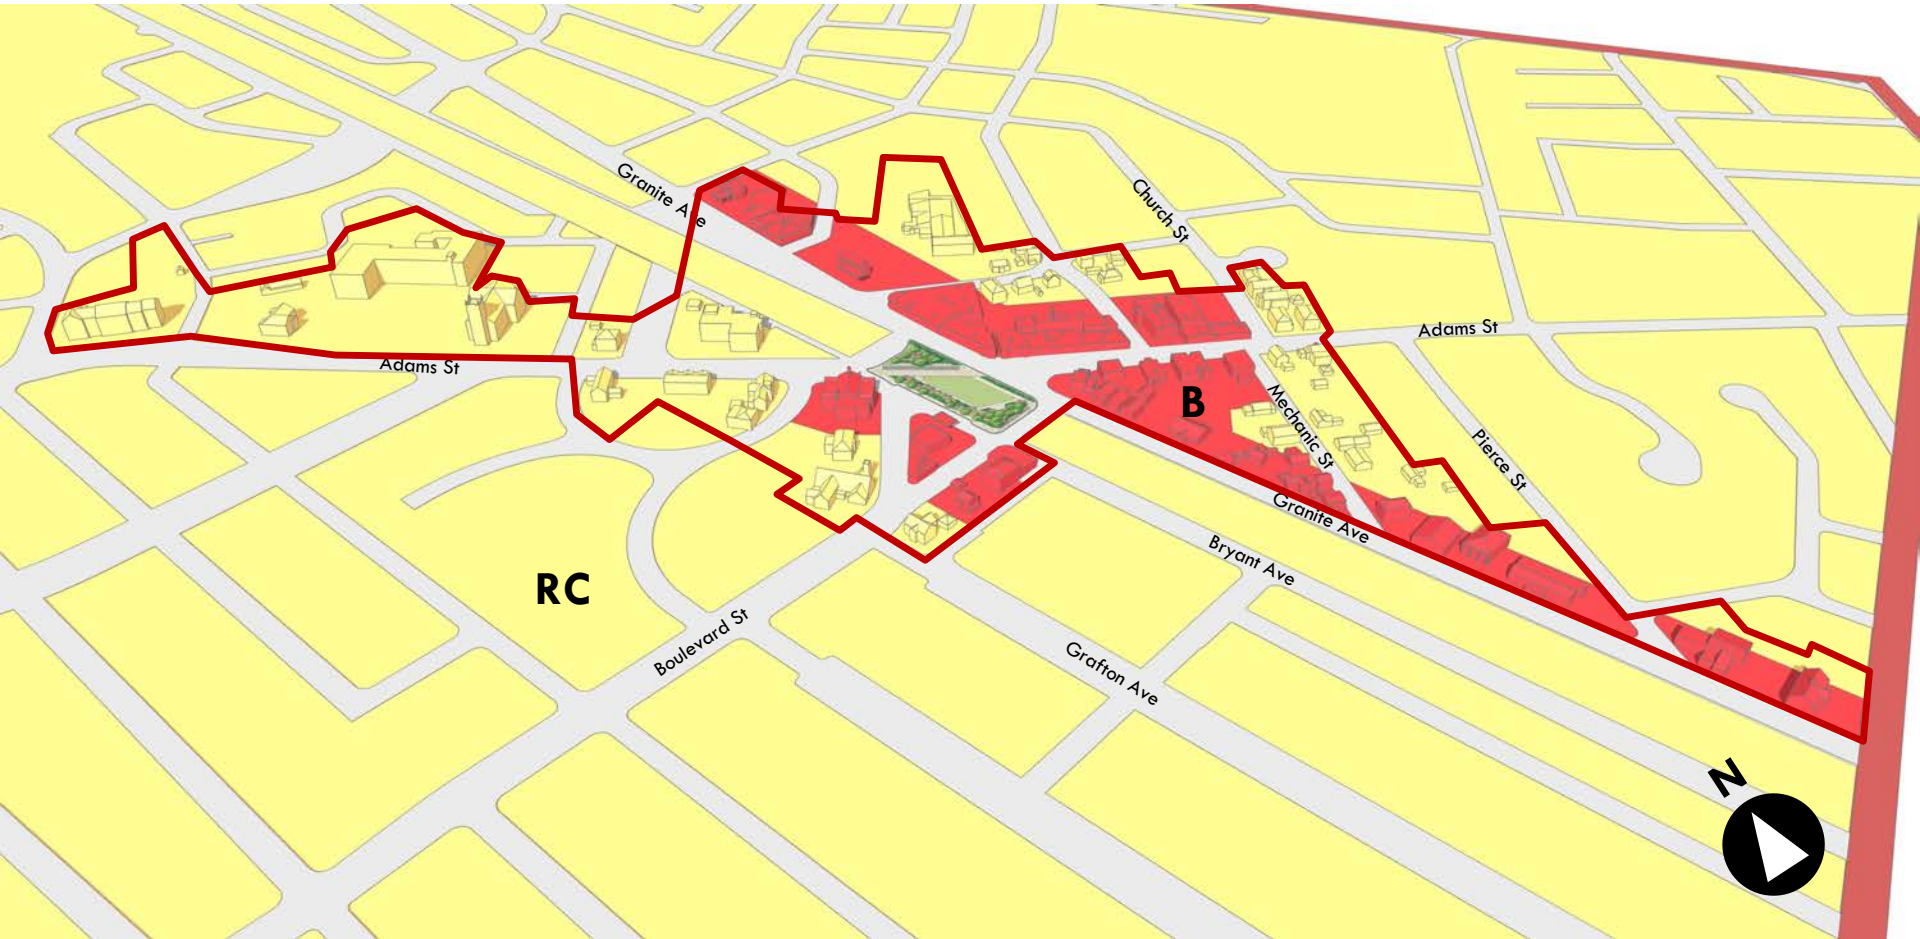 Granite Ave
Church St
Adams St
Adams St
B
Mechanic St
Pierce St
Granite Ave
Bryant Ave
RC
Boulevard St
Grafton Ave
N